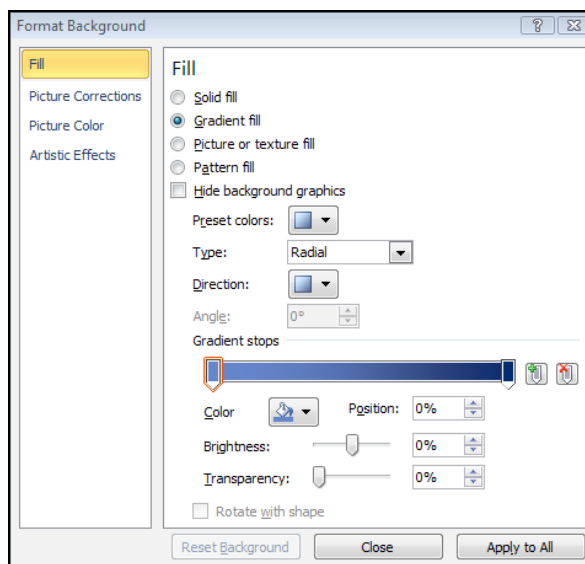 Format Background
Fill
Picture Corrections
Picture Color
Artistic Effects
Fill
Solid fill
Gradient fill
Picture or texture fill
Pattern fill
Hide background graphics
Preset colors:
Type: Radial
Direction:
Angle: 0°
Gradient stops
Color Position: 0%
Brightness: 0%
Transparency: 0%
Rotate with shape
Reset Background Close Apply to All